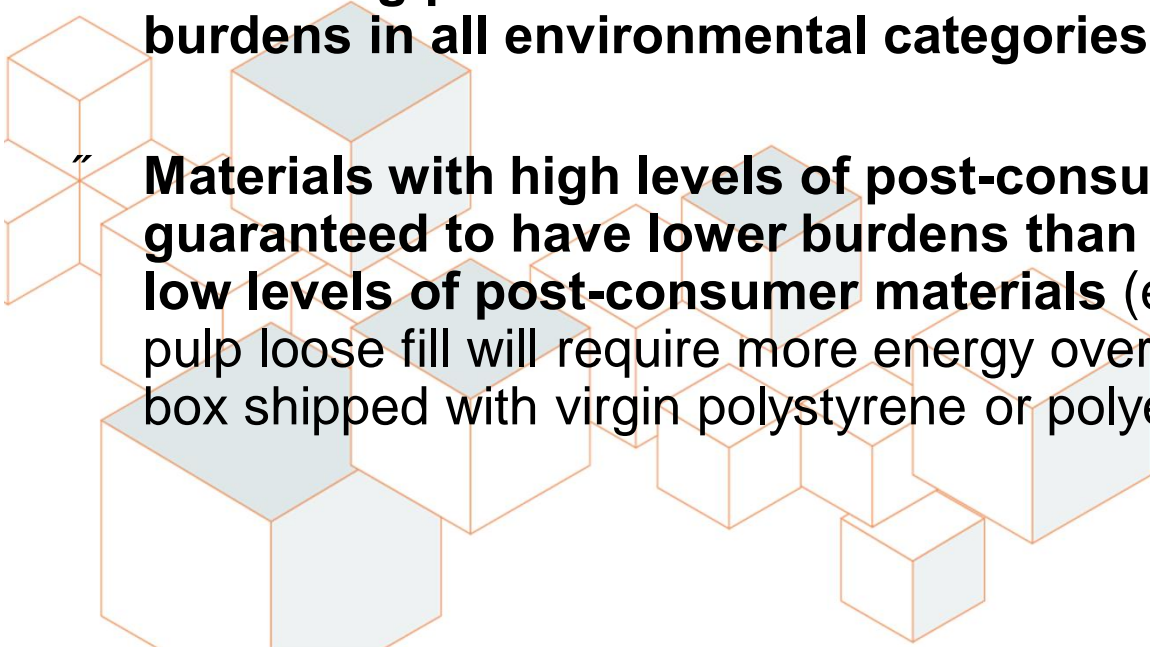 burdens in all environmental categories
˝ Materials with high levels of post-consu
guaranteed to have lower burdens than
low levels of post-consumer materials (e
pulp loose fill will require more energy over
box shipped with virgin polystyrene or polye